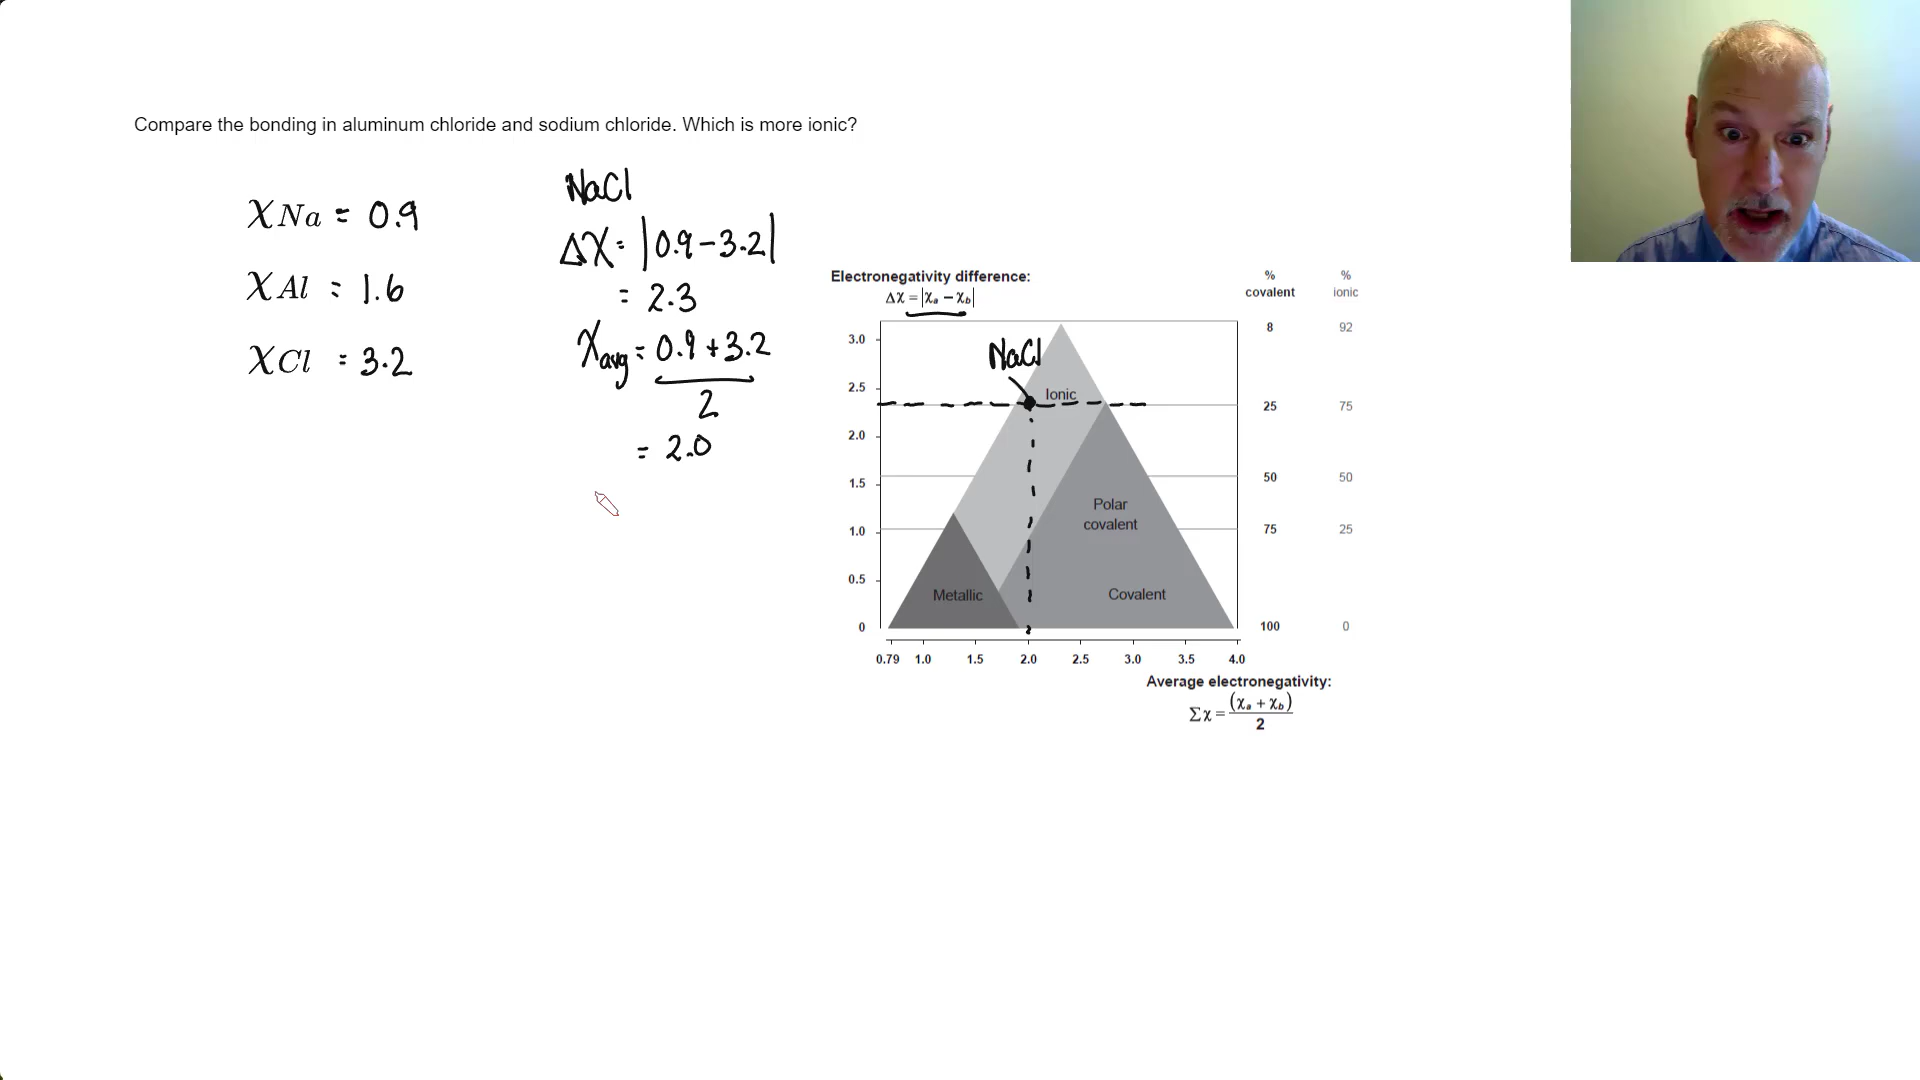 Compare the bonding in aluminum chloride and sodium chloride. Which is more ionic?
χNa = 0.9
χAl = 1.6
χCl = 3.2
NaCl
Δχ = |0.9 - 3.2|
= 2.3
χavg = 0.9 + 3.2
2
= 2.0
Electronegativity difference:
Δχ = |χa − χb|
% covalent
% ionic
3.0
2.5
2.0
1.5
1.0
0.5
0
NaCl
Ionic
Polar
covalent
Metallic
Covalent
8 92
25 75
50 50
75 25
100 0
0.79 1.0 1.5 2.0 2.5 3.0 3.5 4.0
Average electronegativity:
Σχ = (χa + χb)
2